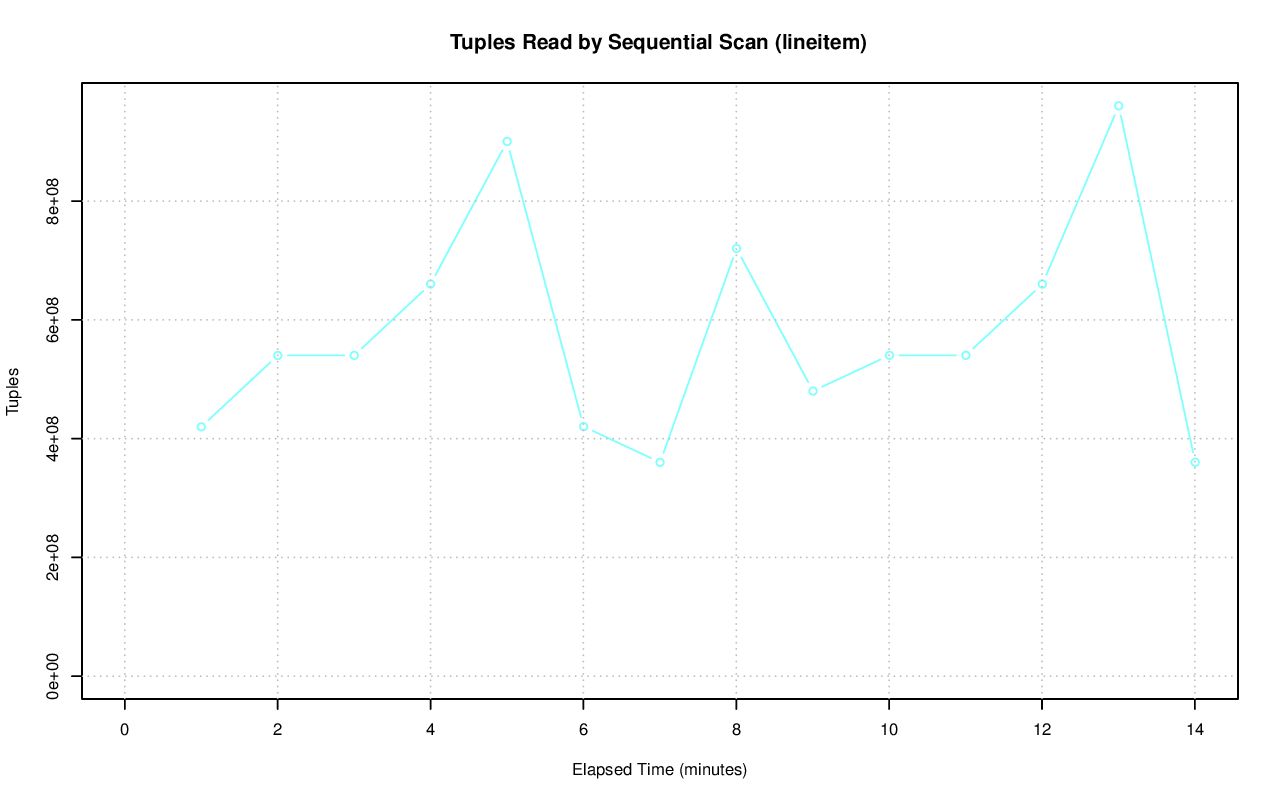 Tuples Read by Sequential Scan (lineitem)
Tuples
8e+08
6e+08
4e+08
2e+08
0e+00
0 2 4 6 8 10 12 14
Elapsed Time (minutes)